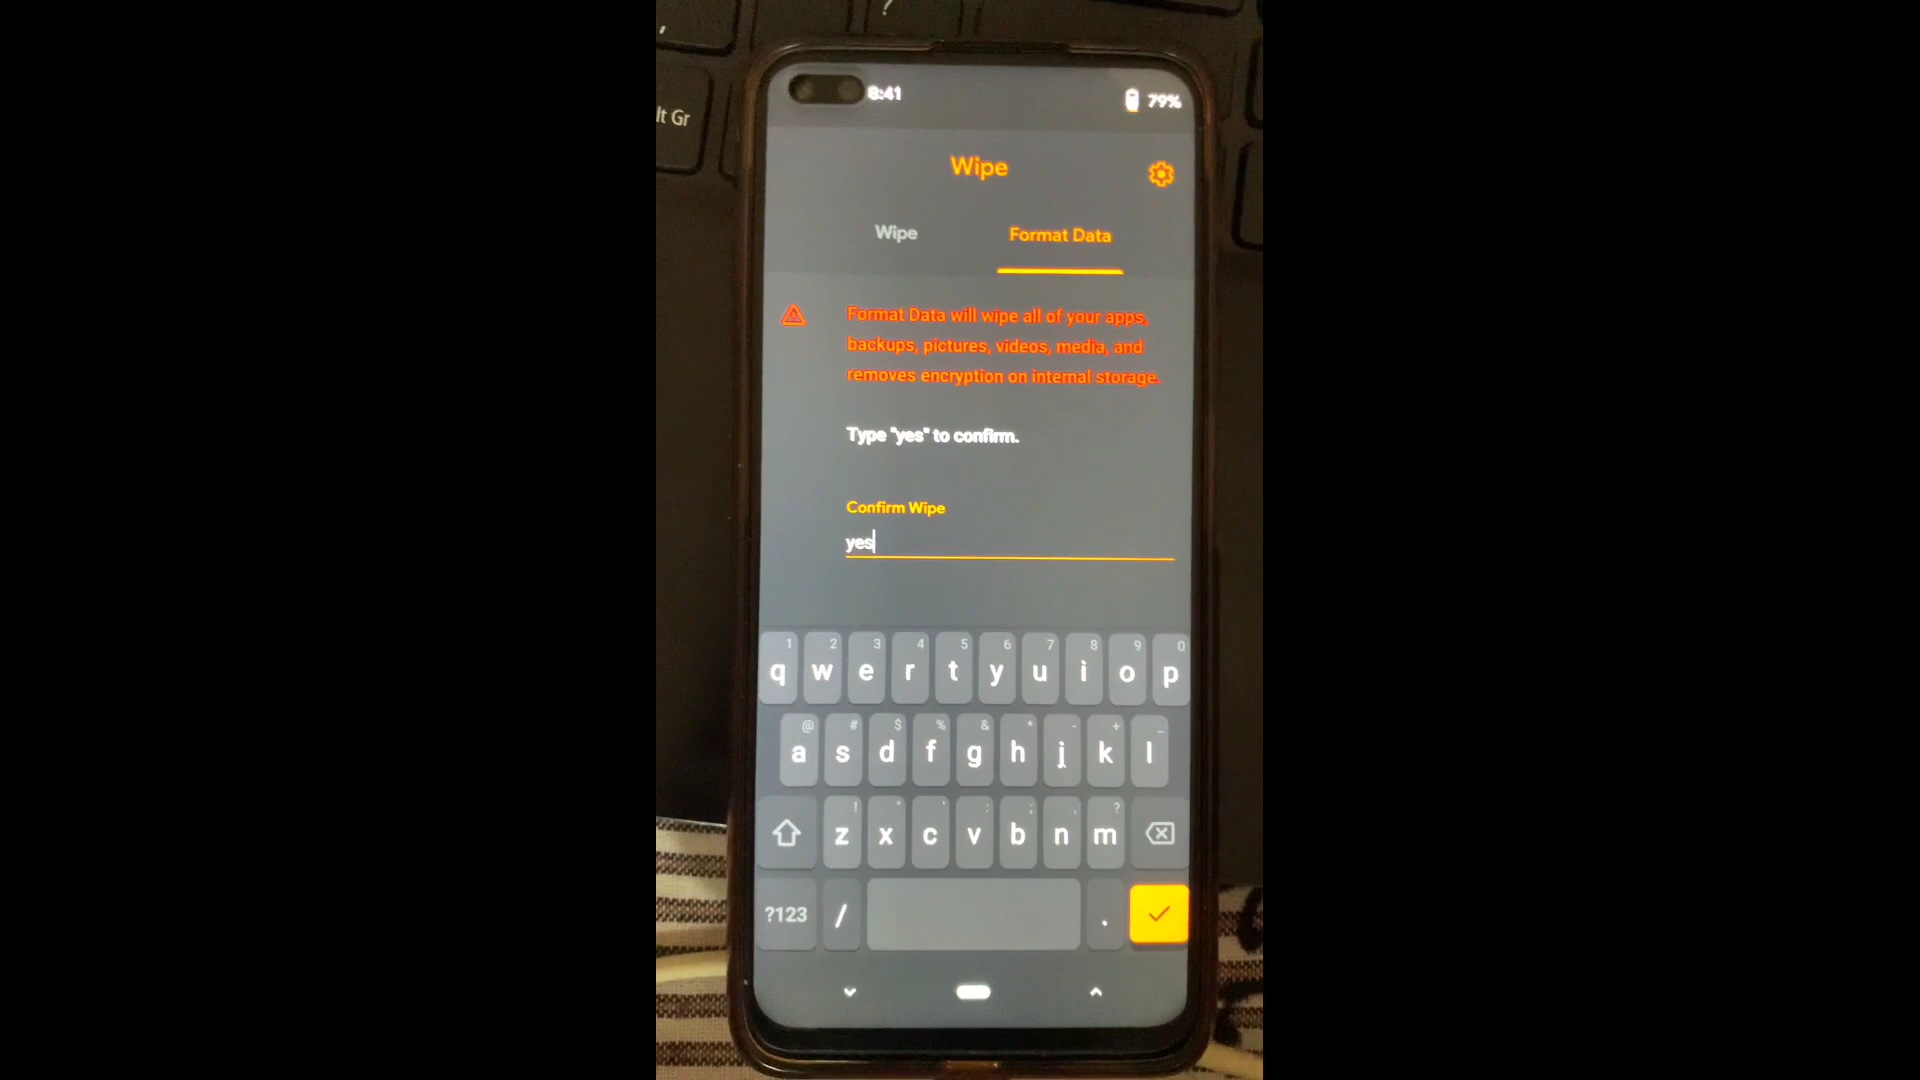 ?
,
lt Gr
8:41
79%
Wipe
Wipe
Format Data
Format Data will wipe all of your apps,
backups, pictures, videos, media, and
removes encryption on internal storage.
Type "yes" to confirm.
Confirm Wipe
yes
1 2 3 4 5 6 7 8 9 0
q w e r t y u i o p
@ # $ % & * - + _
a s d f g h j k l
! " ' : ; , ?
z x c v b n m
?123 / .